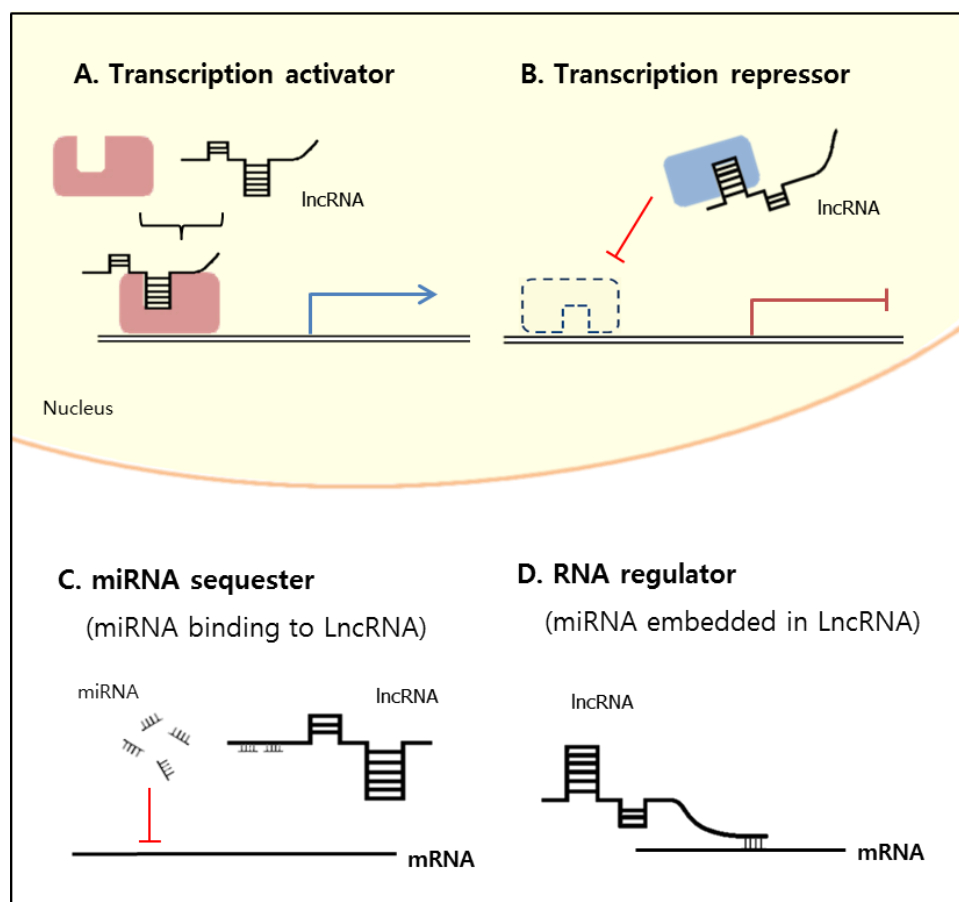 A. Transcription activator
B. Transcription repressor
lncRNA
lncRNA
Nucleus
C. miRNA sequester
(miRNA binding to LncRNA)
D. RNA regulator
(miRNA embedded in LncRNA)
miRNA
lncRNA
lncRNA
mRNA
mRNA